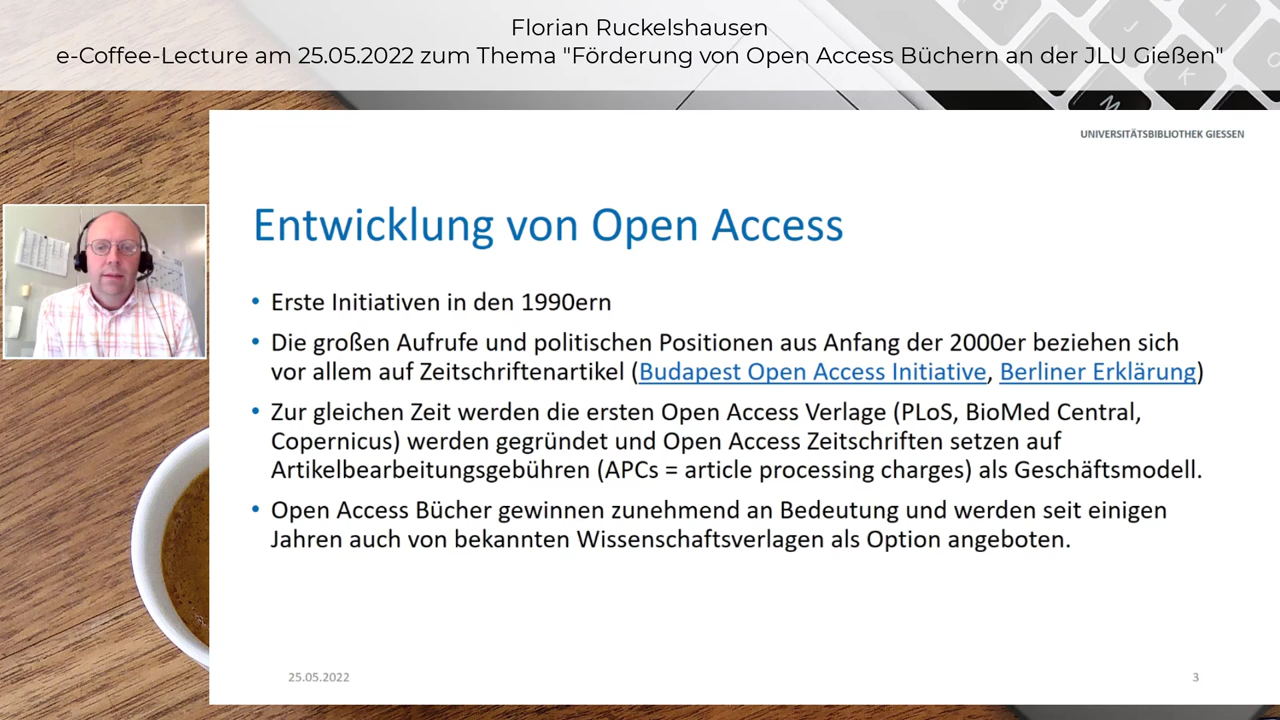 Florian Ruckelshausen
e-Coffee-Lecture am 25.05.2022 zum Thema "Förderung von Open Access Büchern an der JLU Gießen"
UNIVERSITÄTSBIBLIOTHEK GIESSEN
Entwicklung von Open Access
• Erste Initiativen in den 1990ern
• Die großen Aufrufe und politischen Positionen aus Anfang der 2000er beziehen sich
vor allem auf Zeitschriftenartikel (Budapest Open Access Initiative, Berliner Erklärung)
• Zur gleichen Zeit werden die ersten Open Access Verlage (PLoS, BioMed Central,
Copernicus) werden gegründet und Open Access Zeitschriften setzen auf
Artikelbearbeitungsgebühren (APCs = article processing charges) als Geschäftsmodell.
• Open Access Bücher gewinnen zunehmend an Bedeutung und werden seit einigen
Jahren auch von bekannten Wissenschaftsverlagen als Option angeboten.
25.05.2022
3